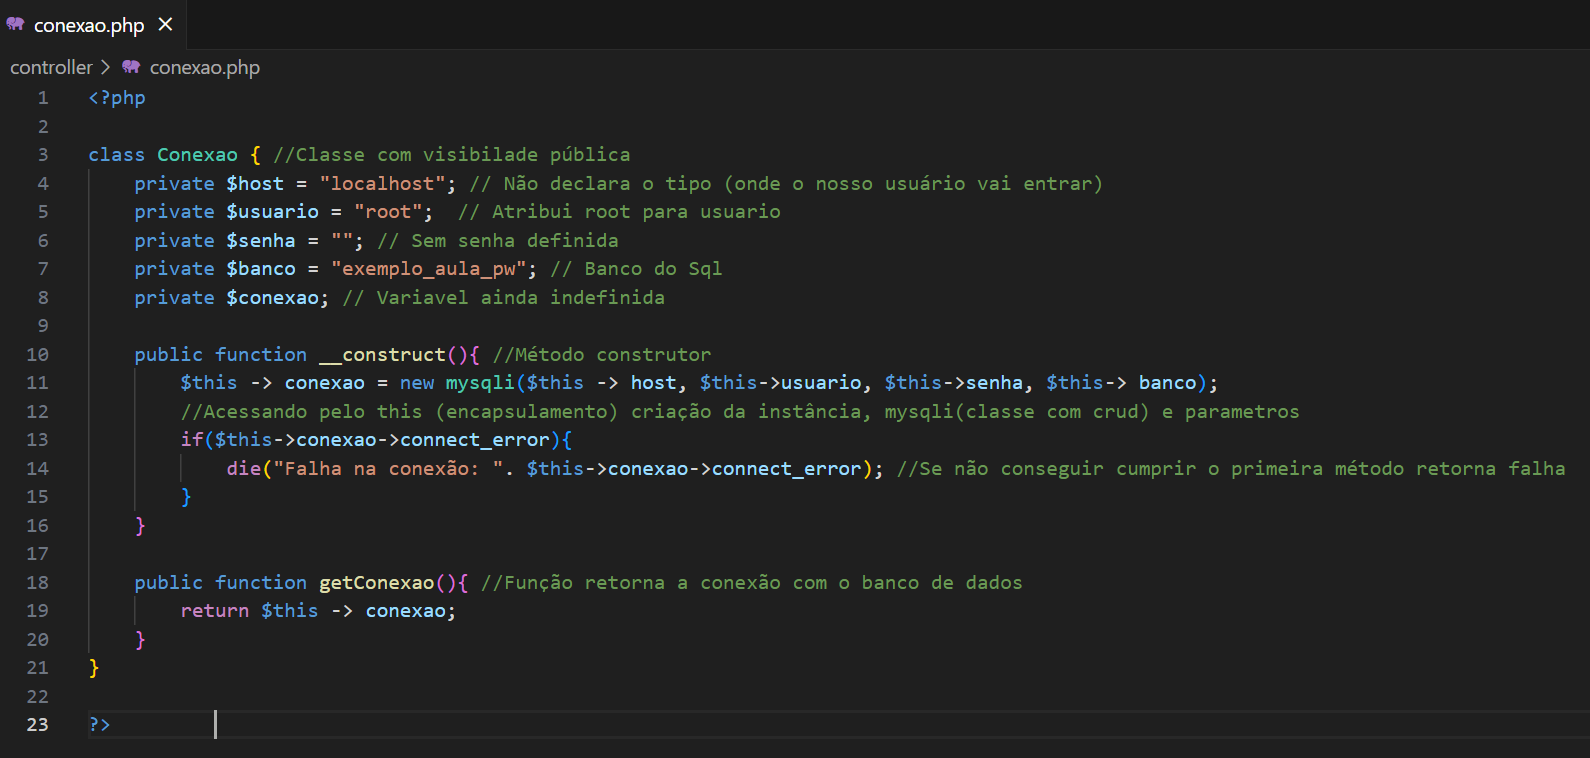 conexao.php ×
controller > conexao.php
1 <?php
2
3 class Conexao { //Classe com visibilade pública
4 private $host = "localhost"; // Não declara o tipo (onde o nosso usuário vai entrar)
5 private $usuario = "root";  // Atribui root para usuario
6 private $senha = ""; // Sem senha definida
7 private $banco = "exemplo_aula_pw"; // Banco do Sql
8 private $conexao; // Variavel ainda indefinida
9
10 public function __construct(){ //Método construtor
11 $this -> conexao = new mysqli($this -> host, $this->usuario, $this->senha, $this-> banco);
12 //Acessando pelo this (encapsulamento) criação da instância, mysqli(classe com crud) e parametros
13 if($this->conexao->connect_error){
14 die("Falha na conexão: ". $this->conexao->connect_error); //Se não conseguir cumprir o primeira método retorna falha
15 }
16 }
17
18 public function getConexao(){ //Função retorna a conexão com o banco de dados
19 return $this -> conexao;
20 }
21 }
22
23 ?>